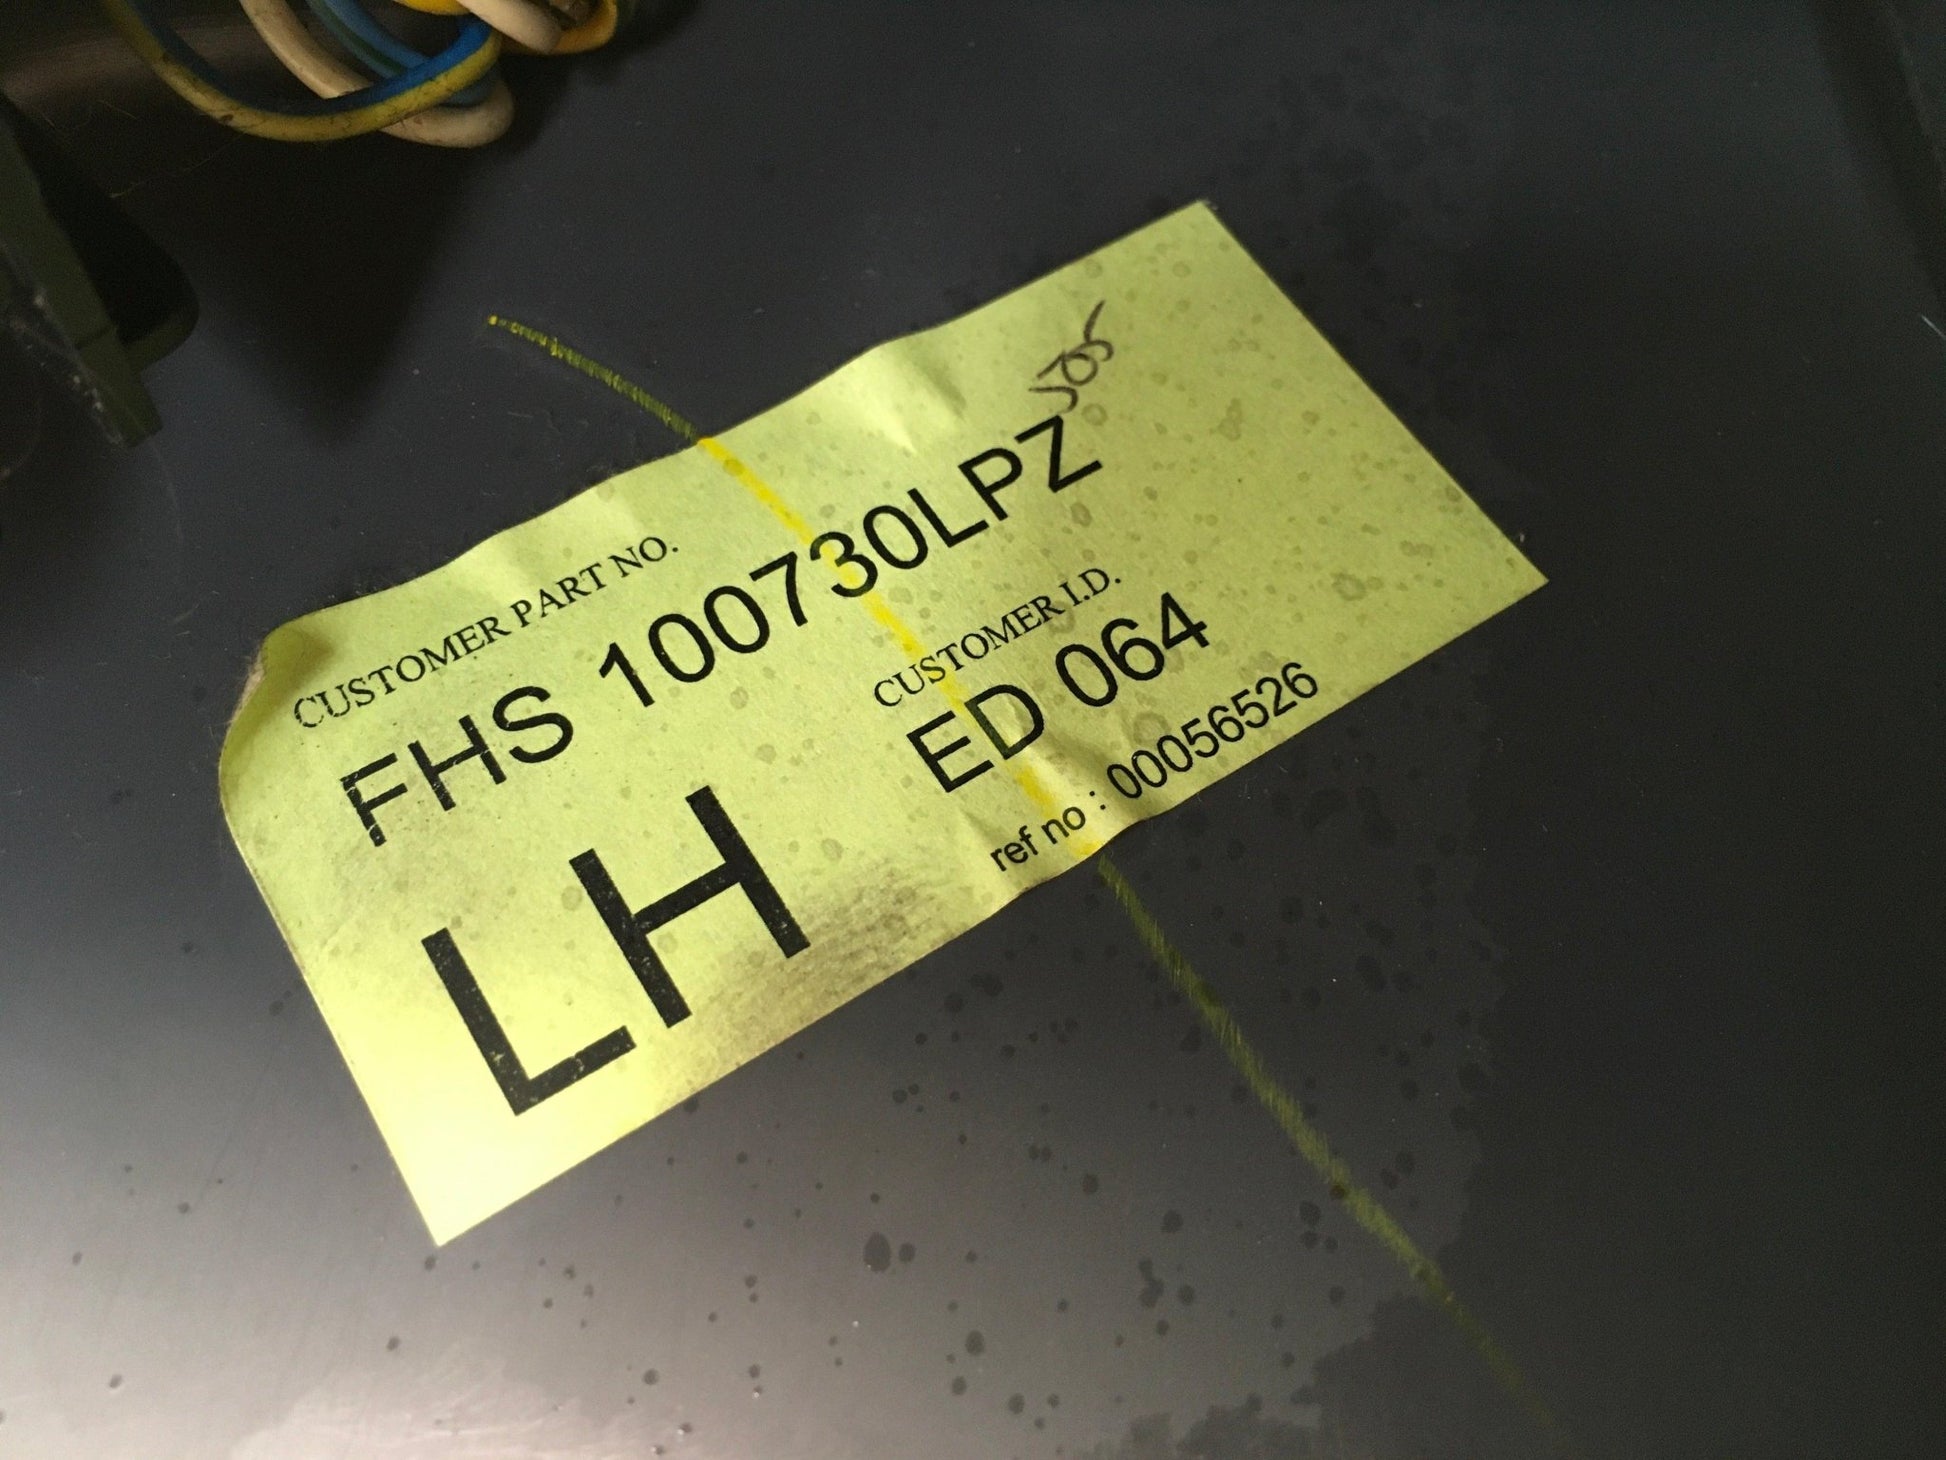 CUSTOMER PART NO.
FHS 100730LPZ
CUSTOMER I.D.
LH
ED 064
ref no : 00056526